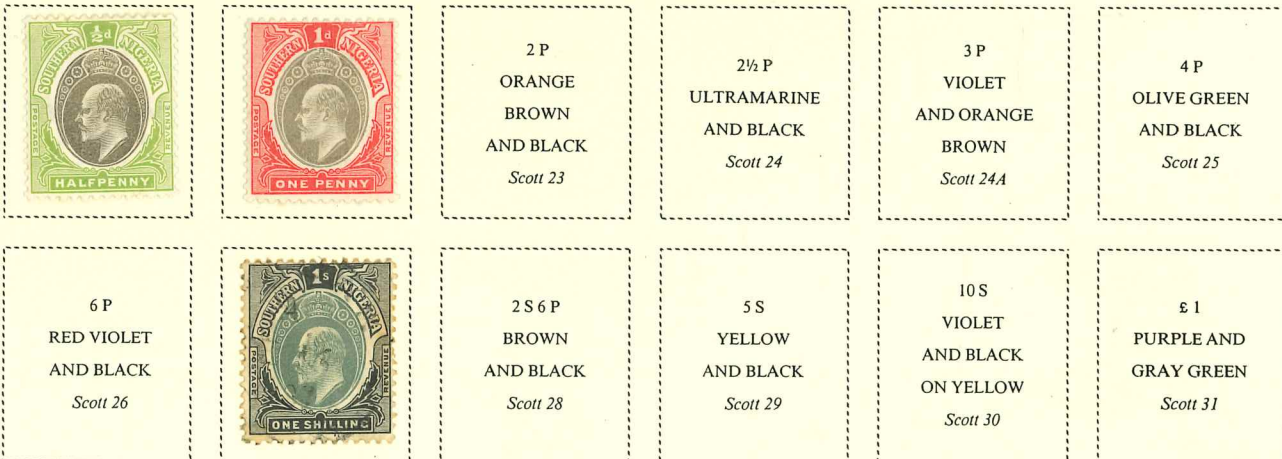 ½d
SOUTHERN NIGERIA
POSTAGE
REVENUE
HALFPENNY
1d
SOUTHERN NIGERIA
POSTAGE
REVENUE
ONE PENNY
2 P
ORANGE
BROWN
AND BLACK
Scott 23
2½ P
ULTRAMARINE
AND BLACK
Scott 24
3 P
VIOLET
AND ORANGE
BROWN
Scott 24A
4 P
OLIVE GREEN
AND BLACK
Scott 25
6 P
RED VIOLET
AND BLACK
Scott 26
1s
SOUTHERN NIGERIA
POSTAGE
REVENUE
ONE SHILLING
2 S 6 P
BROWN
AND BLACK
Scott 28
5 S
YELLOW
AND BLACK
Scott 29
10 S
VIOLET
AND BLACK
ON YELLOW
Scott 30
£ 1
PURPLE AND
GRAY GREEN
Scott 31